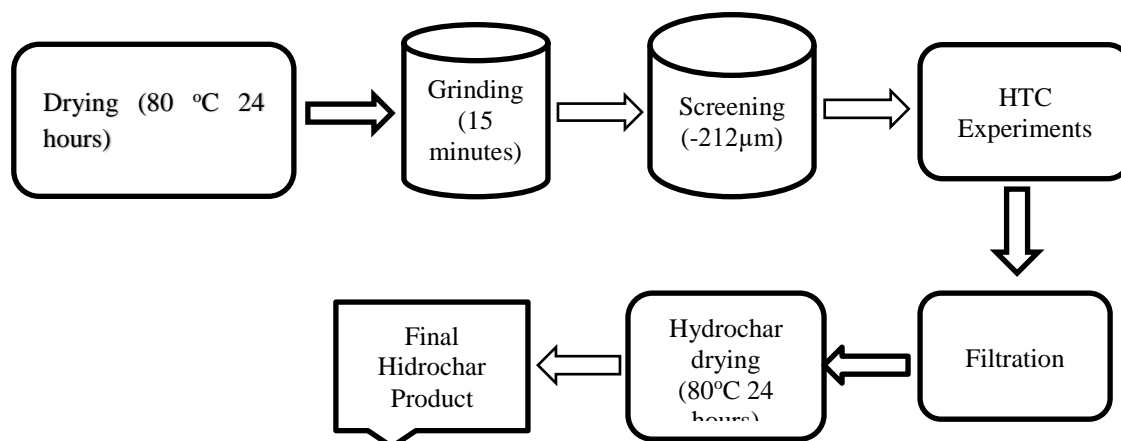 Drying (80 ºC 24
hours)
Grinding
(15
minutes)
Screening
(-212µm)
HTC
Experiments
Filtration
Hydrochar
drying
(80ºC 24
hours)
Final
Hidrochar
Product